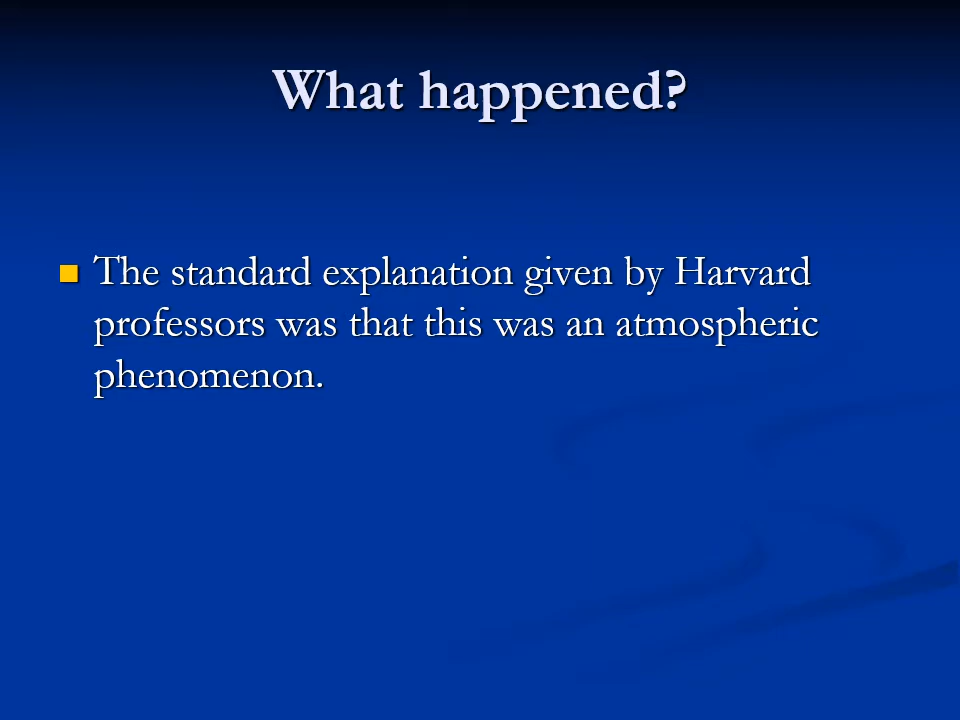 What happened?
The standard explanation given by Harvard
professors was that this was an atmospheric
phenomenon.